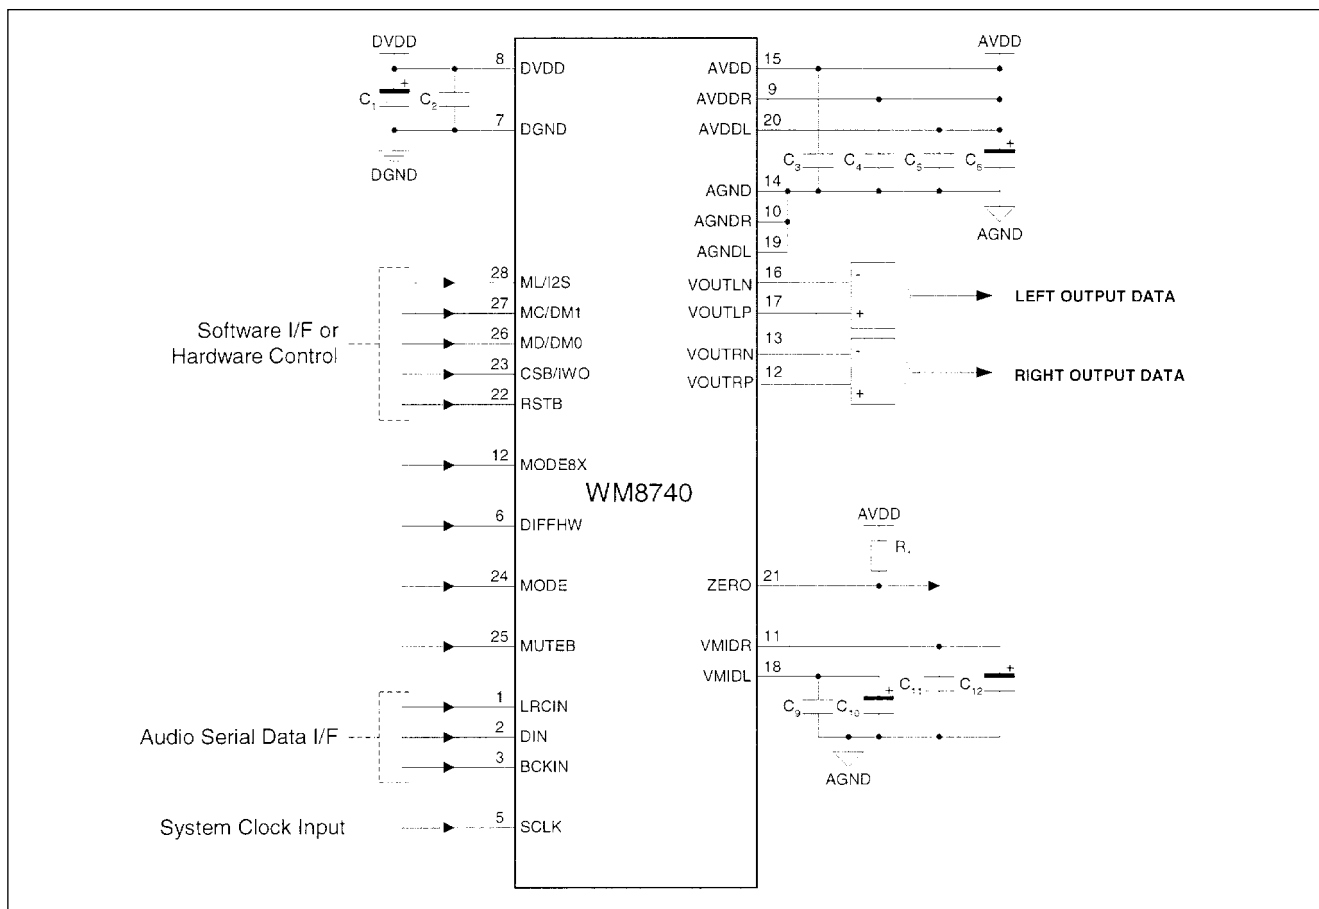 DVDD
8
DVDD
+
C1
C2
7
DGND
DGND
AVDD
15
AVDD
9
AVDDR
20
AVDDL
C3
C4
C5
C6
+
14
AGND
10
AGNDR
AGND
19
AGNDL
28
ML/I2S
27
MC/DM1
26
MD/DM0
23
CSB/IWO
22
RSTB
Software I/F or
Hardware Control
16
VOUTLN
-
LEFT OUTPUT DATA
17
VOUTLP
+
13
VOUTRN
-
RIGHT OUTPUT DATA
12
VOUTRP
+
12
MODE8X
WM8740
6
DIFFHW
AVDD
24
MODE
21
ZERO
25
MUTEB
11
VMIDR
18
VMIDL
C9
C10
+
C11
C12
+
AGND
1
LRCIN
Audio Serial Data I/F
2
DIN
3
BCKIN
System Clock Input
5
SCLK